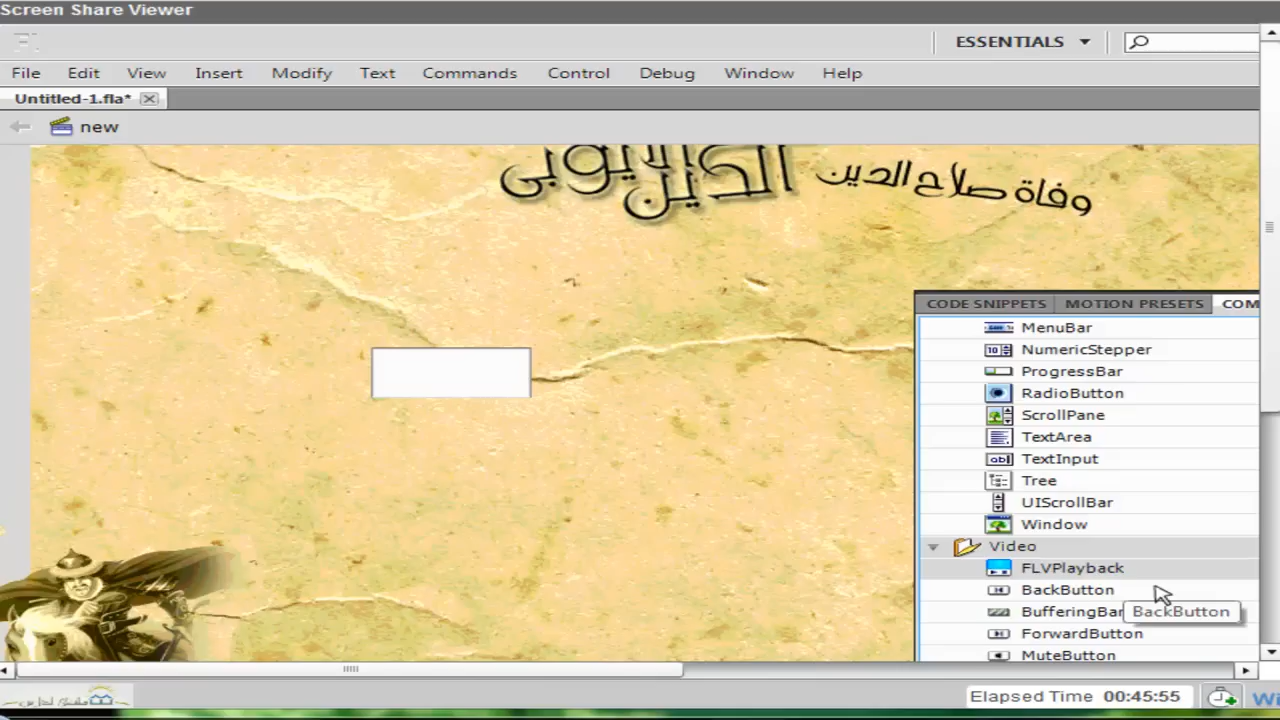 Screen Share Viewer
ESSENTIALS
File Edit View Insert Modify Text Commands Control Debug Window Help
Untitled-1.fla*
new
الدين الايوبى
وفاة صلاح الدين
CODE SNIPPETS MOTION PRESETS COM
MenuBar
NumericStepper
ProgressBar
RadioButton
ScrollPane
TextArea
TextInput
Tree
UIScrollBar
Window
Video
FLVPlayback
BackButton
BufferingBar
BackButton
ForwardButton
MuteButton
Elapsed Time 00:45:55